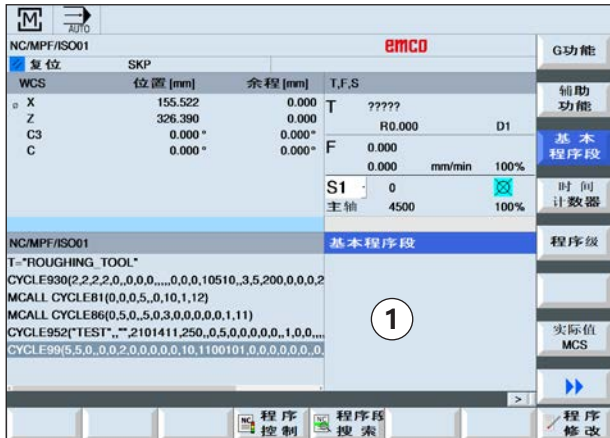 M AUTO
NC/MPF/ISO01 emco
复位 SKP
WCS 位置 [mm] 余程 [mm] T,F,S
X 155.522 0.000
Z 326.390 0.000
C3 0.000 ° 0.000°
C 0.000 ° 0.000°
T ?????
R0.000 D1
F 0.000
0.000 mm/min 100%
S1 0
主轴 4500 100%
NC/MPF/ISO01 基本程序段
T="ROUGHING_TOOL"
CYCLE930(2,2,2,2,0,,0,0,0,,,,,0,0,0,10510,,3,5,200,0,0,0,2
MCALL CYCLE81(0,0,0,5,,0,10,1,12)
MCALL CYCLE86(0,5,0,,5,0,3,0,0,0,0,0,1,11)
CYCLE952("TEST",,"",2101411,250,,0,5,0,0,0,0,0,,1,0,0,,,,
CYCLE99(5,5,0,,0,0,2,0,0,0,0,0,10,1100101,0,0,0,0,0,0,,0,
1
G功能
辅助
功能
基本
程序段
时间
计数器
程序级
实际值
MCS
程序
控制
程序段
搜索
程序
修改